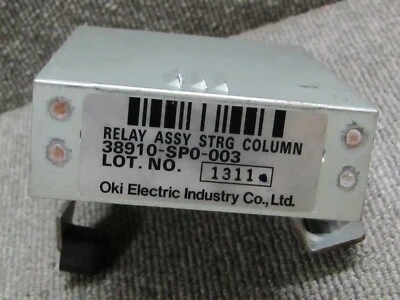 RELAY ASSY STRG COLUMN
38910-SP0-003
LOT. NO. 1311
Oki Electric Industry Co., Ltd.